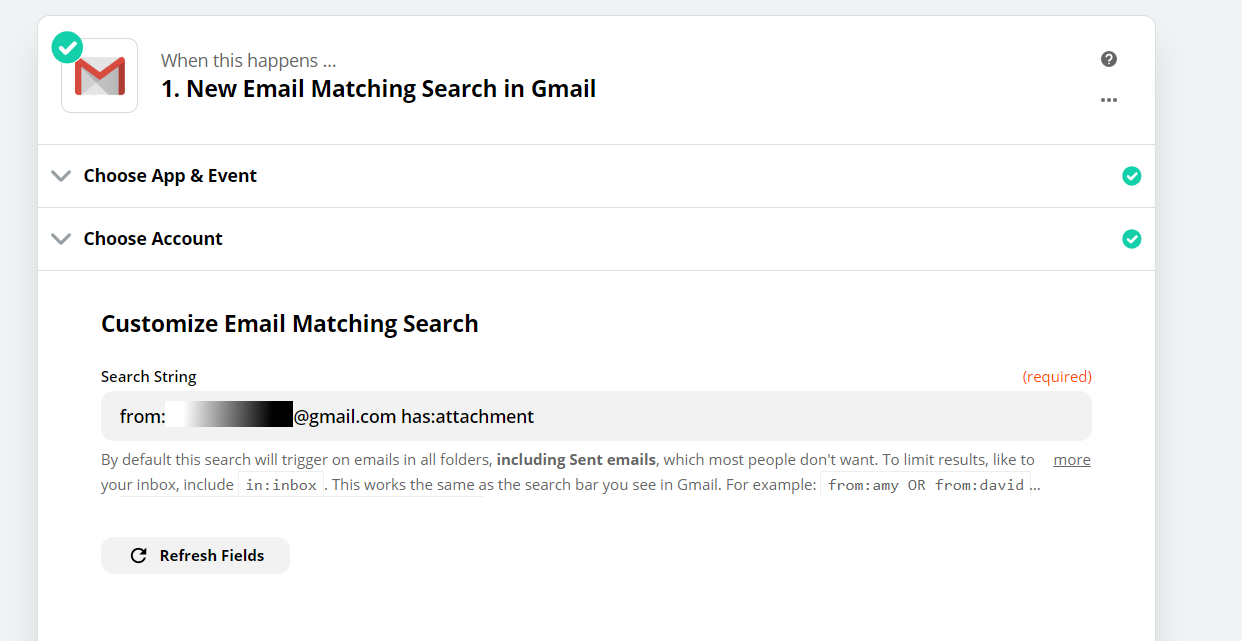 When this happens ...
1. New Email Matching Search in Gmail
Choose App & Event
Choose Account
Customize Email Matching Search
Search String (required)
from: @gmail.com has:attachment
By default this search will trigger on emails in all folders, including Sent emails, which most people don't want. To limit results, like to more
your inbox, include in:inbox . This works the same as the search bar you see in Gmail. For example: from:amy OR from:david ...
Refresh Fields